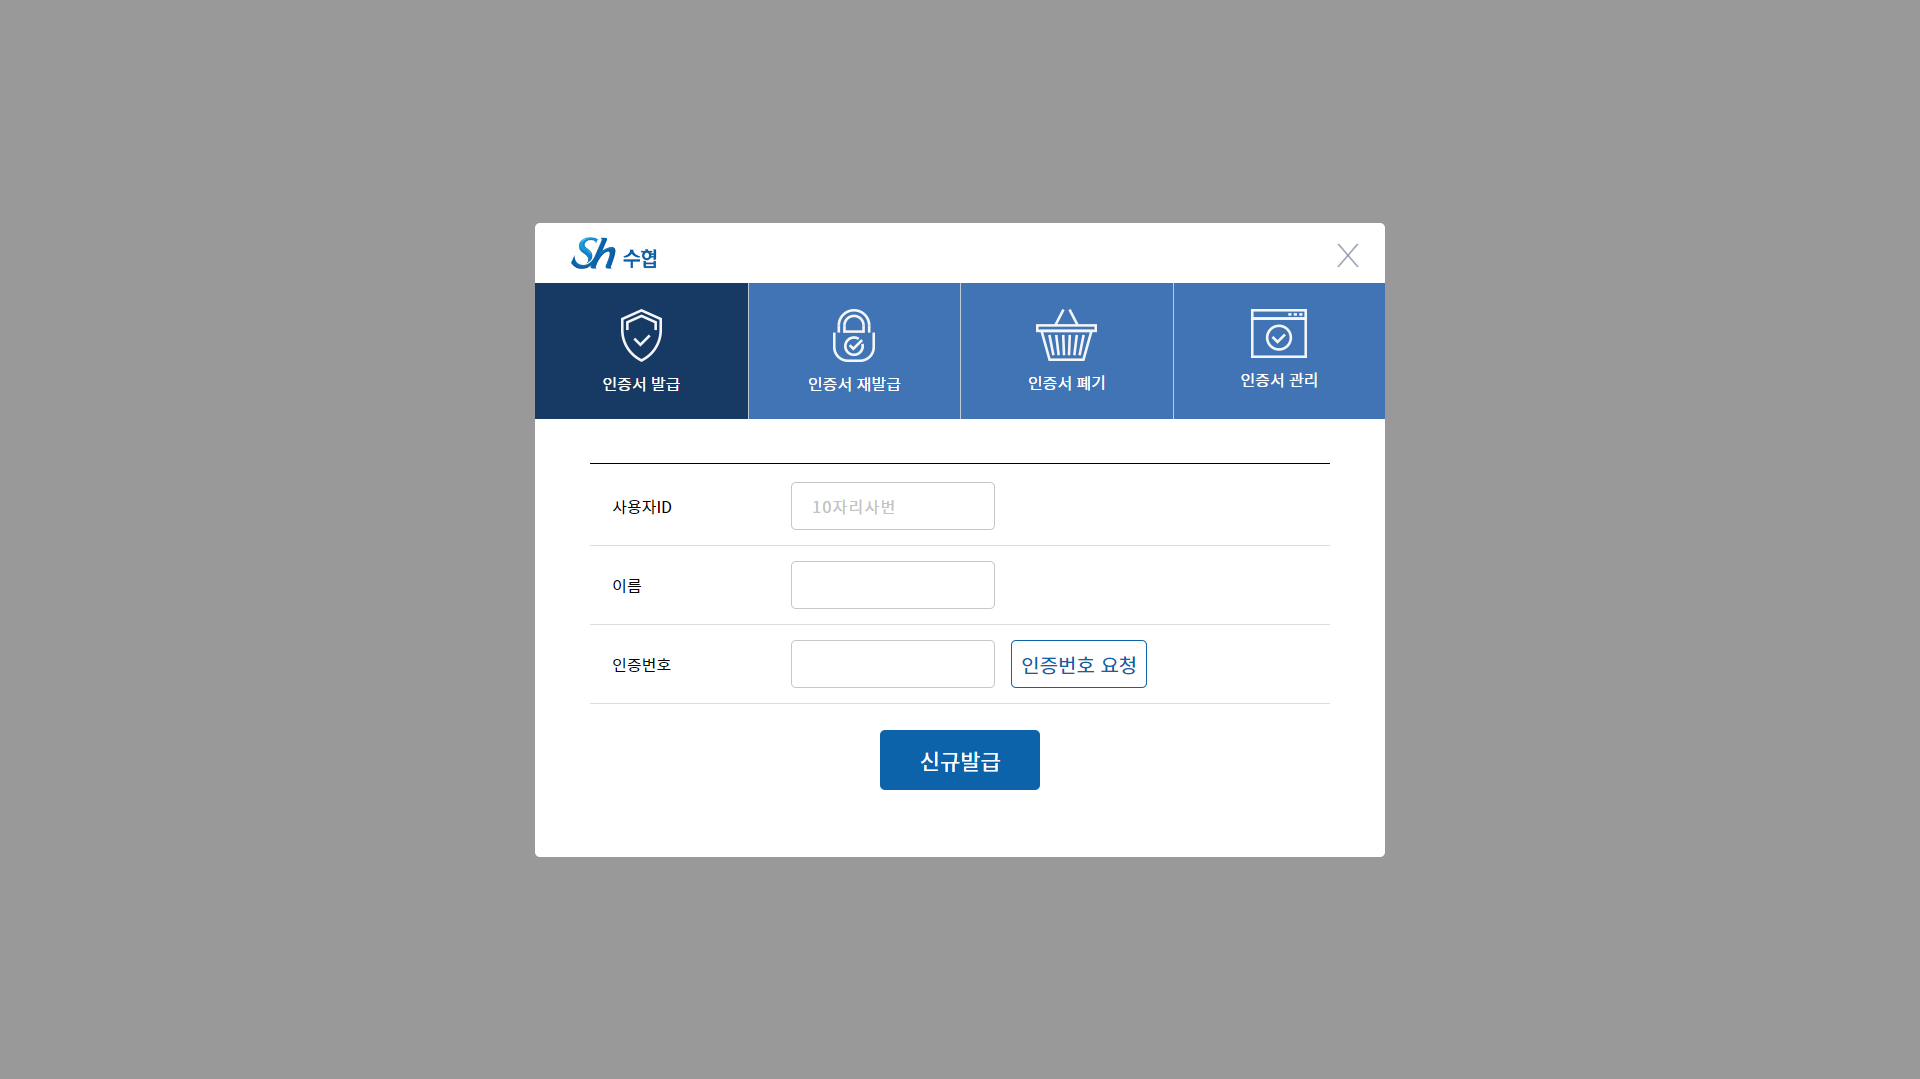 Sh 수협
인증서 발급
인증서 재발급
인증서 폐기
인증서 관리
사용자ID
10자리사번
이름
인증번호
인증번호 요청
신규발급